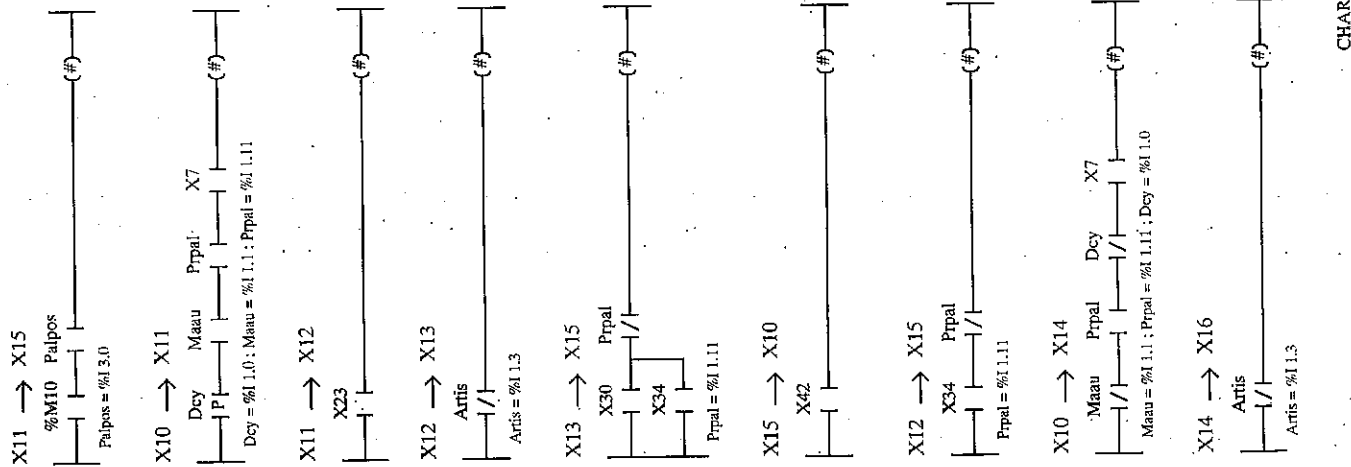 X11 → X15
%M10 Palpos
(#)
Palpos = %I 3.0
X10 → X11
Dcy Maau Prpal X7
P (#)
Dcy = %I 1.0 ; Maau = %I 1.1 ; Prpal = %I 1.11
X11 → X12
X23
(#)
X12 → X13
Artis
(#)
Artis = %I 1.3
X13 → X15
X30 Prpal
(#)
X34
Prpal = %I 1.11
X15 → X10
X42
(#)
X12 → X15
X34 Prpal
(#)
Prpal = %I 1.11
X10 → X14
Maau Prpal Dcy X7
(#)
Maau = %I 1.1 ; Prpal = %I 1.11 ; Dcy = %I 1.0
X14 → X16
Artis
(#)
Artis = %I 1.3
CHAR